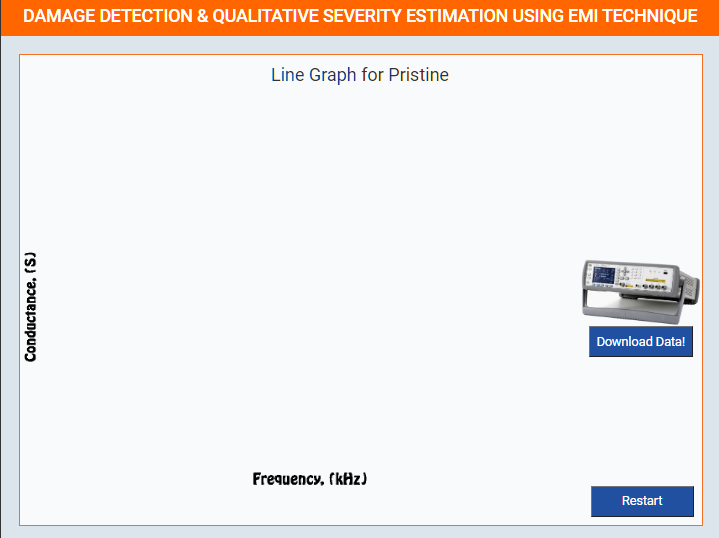 DAMAGE DETECTION & QUALITATIVE SEVERITY ESTIMATION USING EMI TECHNIQUE
Line Graph for Pristine
Conductance, (S)
Download Data!
Frequency, (kHz)
Restart